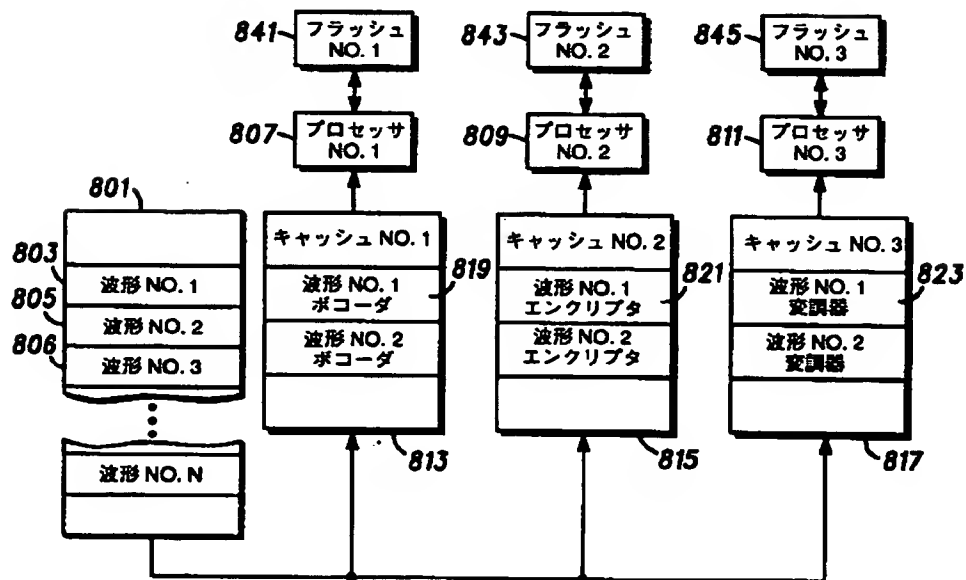 841
フラッシュ
NO. 1
843
フラッシュ
NO. 2
845
フラッシュ
NO. 3
807
プロセッサ
NO. 1
809
プロセッサ
NO. 2
811
プロセッサ
NO. 3
801
803
805
806
波形 NO. 1
波形 NO. 2
波形 NO. 3
波形 NO. N
キャッシュ NO. 1
波形 NO. 1
ボコーダ
波形 NO. 2
ボコーダ
819
813
キャッシュ NO. 2
波形 NO. 1
エンクリプタ
波形 NO. 2
エンクリプタ
821
815
キャッシュ NO. 3
波形 NO. 1
変調器
波形 NO. 2
変調器
823
817